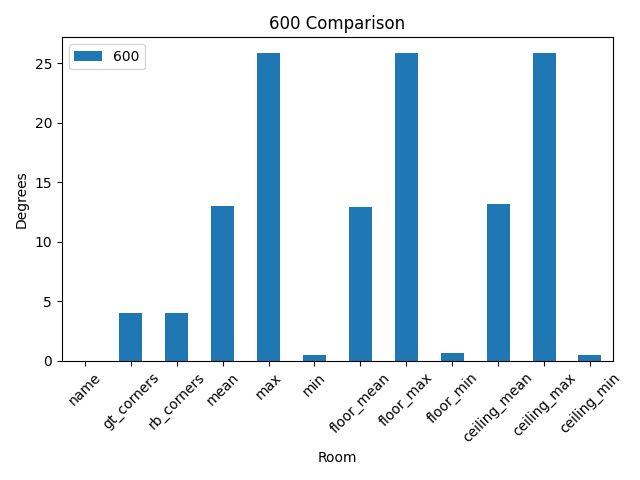 600 Comparison
600
Degrees
25
20
15
10
5
0
name
gt_corners
rb_corners
mean
max
min
floor_mean
floor_max
floor_min
ceiling_mean
ceiling_max
ceiling_min
Room